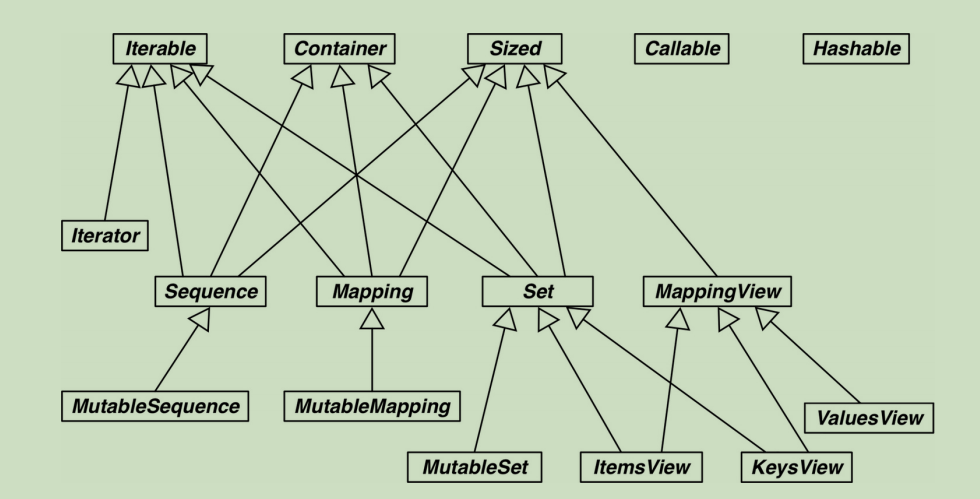 Iterable
Container
Sized
Callable
Hashable
Iterator
Sequence
Mapping
Set
MappingView
MutableSequence
MutableMapping
ValuesView
MutableSet
ItemsView
KeysView